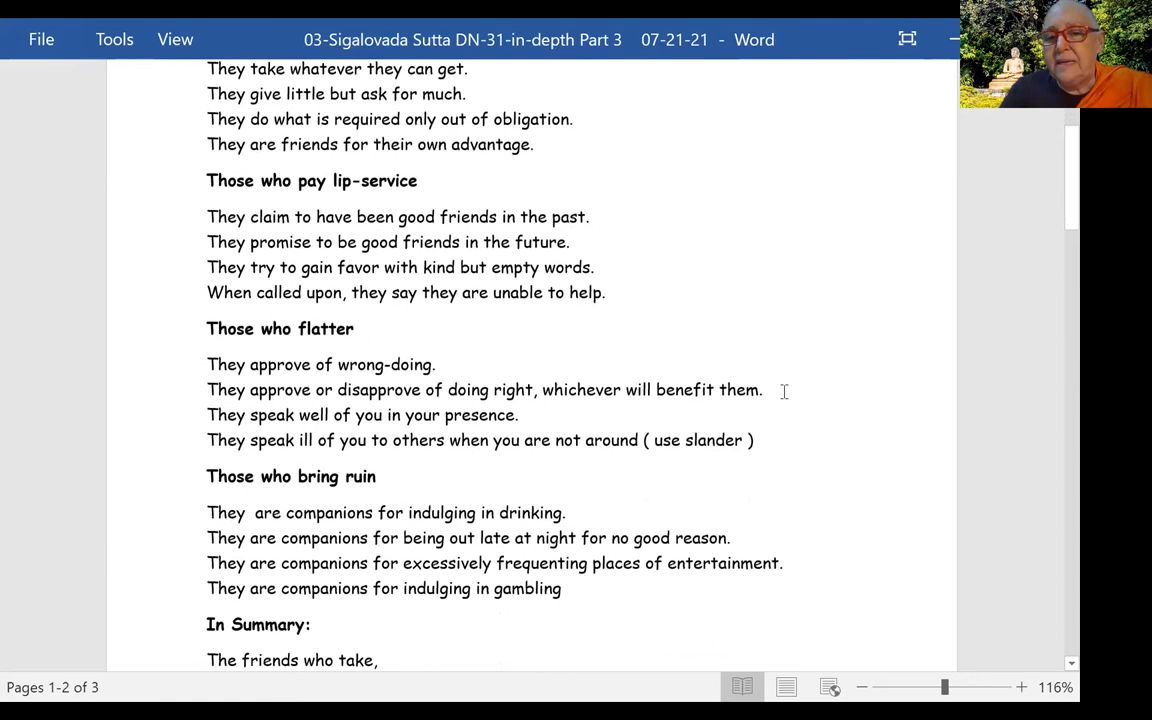 File Tools View 03-Sigalovada Sutta DN-31-in-depth Part 3 07-21-21 - Word
They take whatever they can get.
They give little but ask for much.
They do what is required only out of obligation.
They are friends for their own advantage.
Those who pay lip-service
They claim to have been good friends in the past.
They promise to be good friends in the future.
They try to gain favor with kind but empty words.
When called upon, they say they are unable to help.
Those who flatter
They approve of wrong-doing.
They approve or disapprove of doing right, whichever will benefit them.
They speak well of you in your presence.
They speak ill of you to others when you are not around ( use slander )
Those who bring ruin
They  are companions for indulging in drinking.
They are companions for being out late at night for no good reason.
They are companions for excessively frequenting places of entertainment.
They are companions for indulging in gambling
In Summary:
The friends who take,
Pages 1-2 of 3 116%